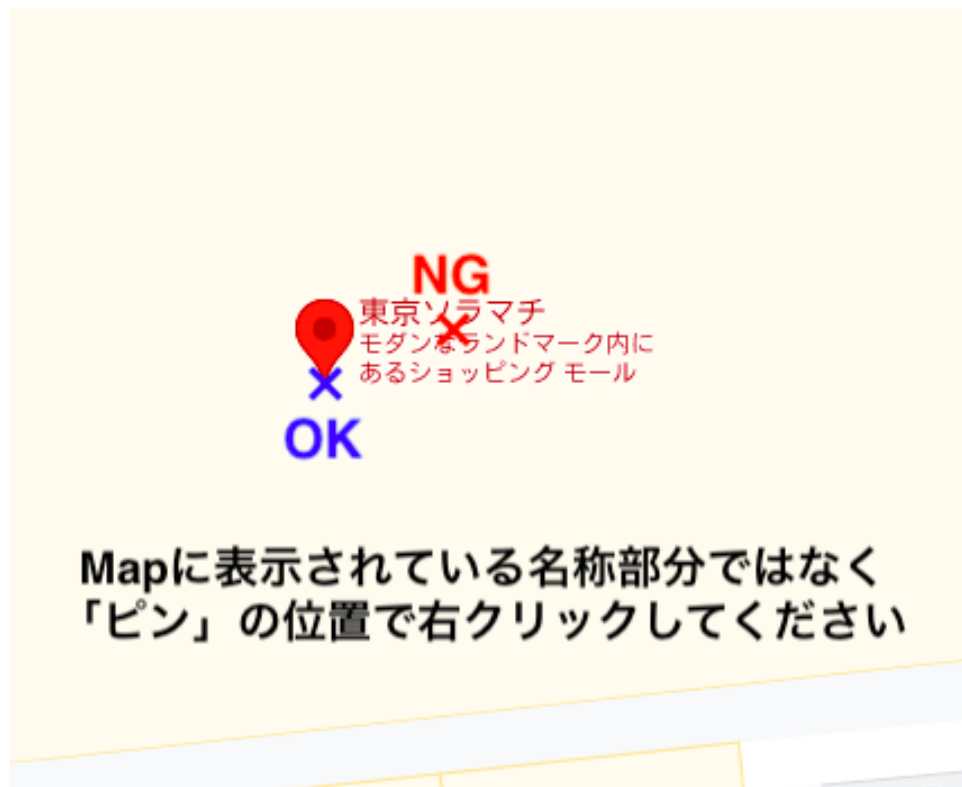 NG
東京ソラマチ
モダンなランドマーク内に
あるショッピング モール
OK
Mapに表示されている名称部分ではなく
「ピン」の位置で右クリックしてください